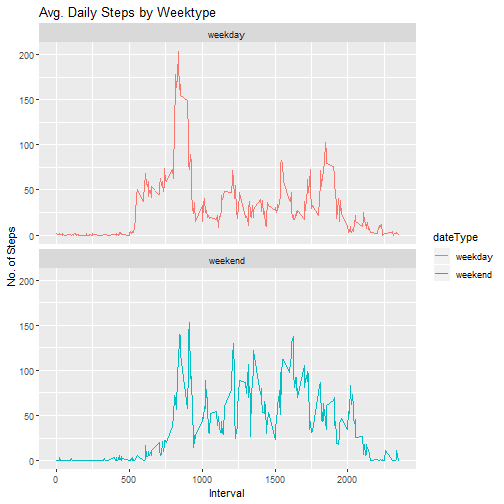 Avg. Daily Steps by Weektype
weekday
200
150
100
50
0
weekend
200
150
100
50
0
0
500
1000
1500
2000
Interval
No. of Steps
dateType
weekday
weekend